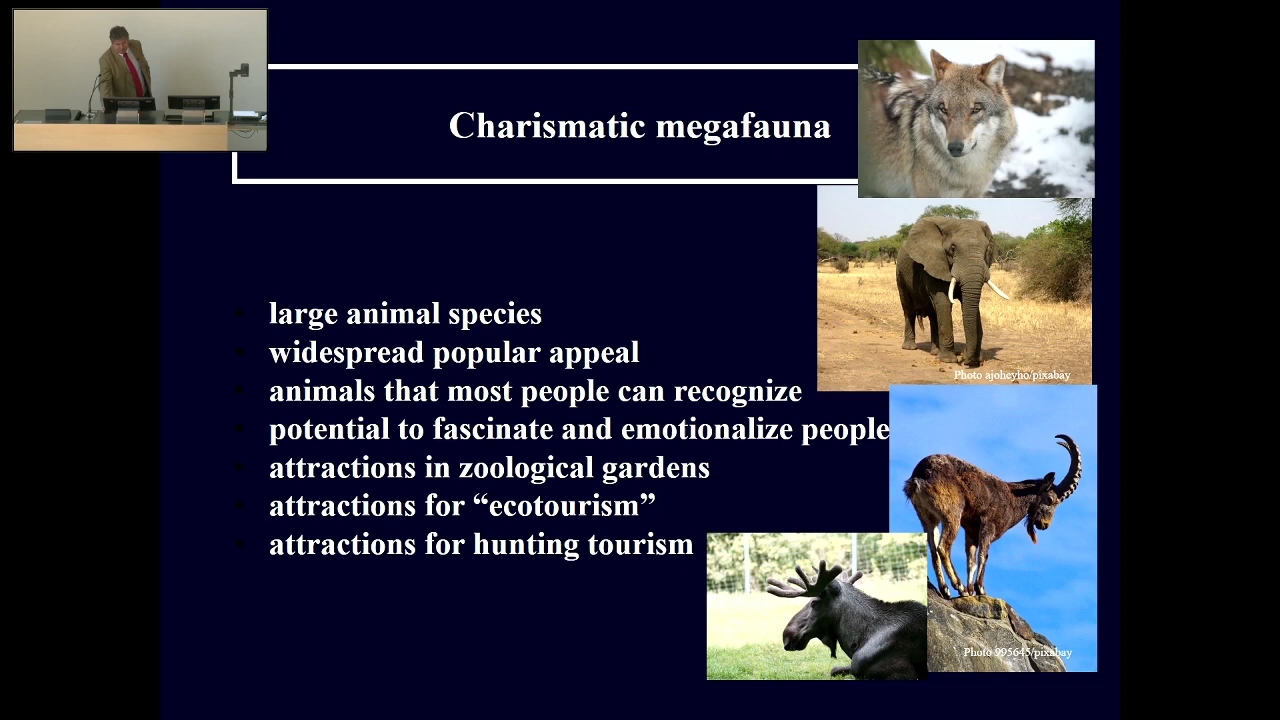 Charismatic megafauna
large animal species
widespread popular appeal
animals that most people can recognize
potential to fascinate and emotionalize people
attractions in zoological gardens
attractions for “ecotourism”
attractions for hunting tourism
Photo ajoheyho/pixabay
Photo 995645/pixabay